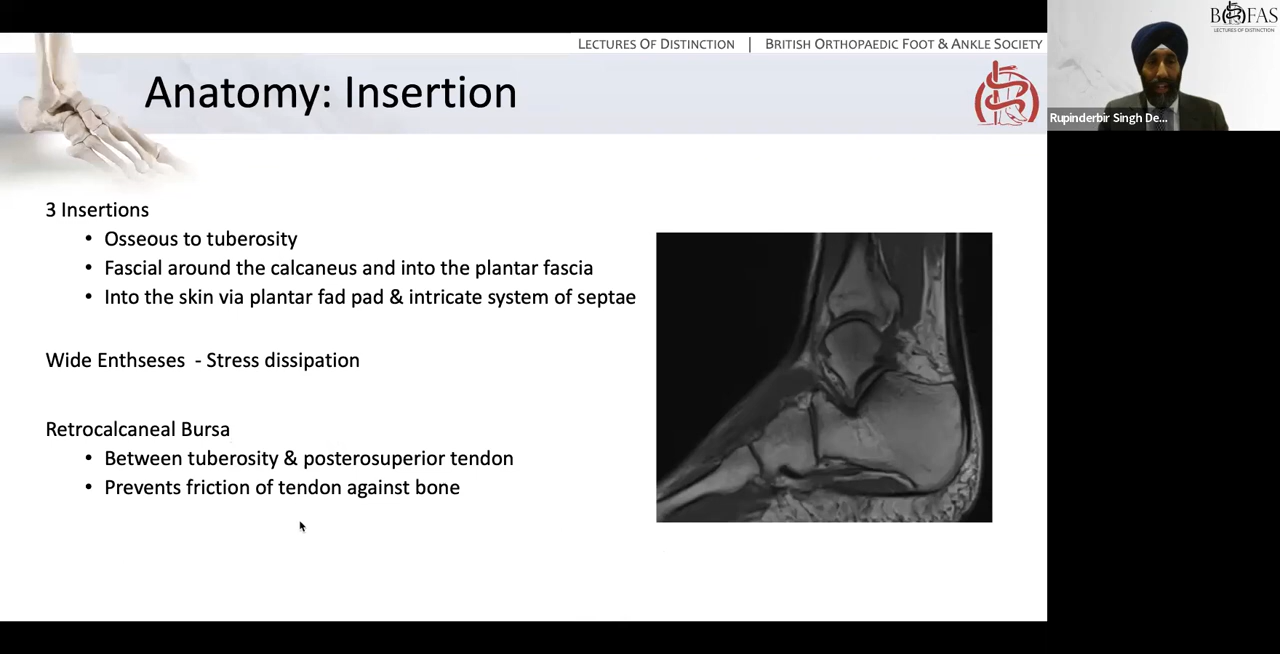 LECTURES OF DISTINCTION | BRITISH ORTHOPAEDIC FOOT & ANKLE SOCIETY
BOFAS
LECTURES OF DISTINCTION
Anatomy: Insertion
Rupinderbir Singh De...
3 Insertions
• Osseous to tuberosity
• Fascial around the calcaneus and into the plantar fascia
• Into the skin via plantar fad pad & intricate system of septae
Wide Enthseses - Stress dissipation
Retrocalcaneal Bursa
• Between tuberosity & posterosuperior tendon
• Prevents friction of tendon against bone